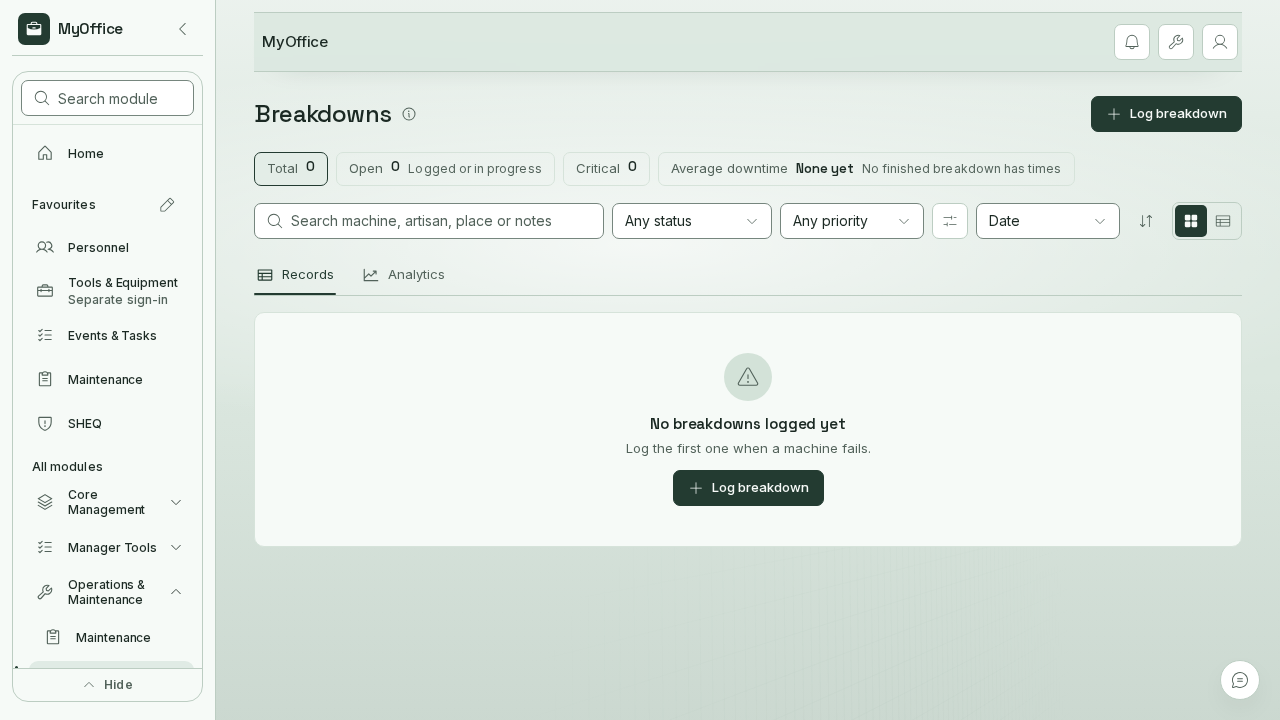 MyOffice
Search module
Home
Favourites
Personnel
Tools & Equipment
Separate sign-in
Events & Tasks
Maintenance
SHEQ
All modules
Core
Management
Manager Tools
Operations &
Maintenance
Maintenance
Hide
MyOffice
Breakdowns
Log breakdown
Total 0
Open 0 Logged or in progress
Critical 0
Average downtime None yet No finished breakdown has times
Search machine, artisan, place or notes
Any status
Any priority
Date
Records
Analytics
No breakdowns logged yet
Log the first one when a machine fails.
Log breakdown